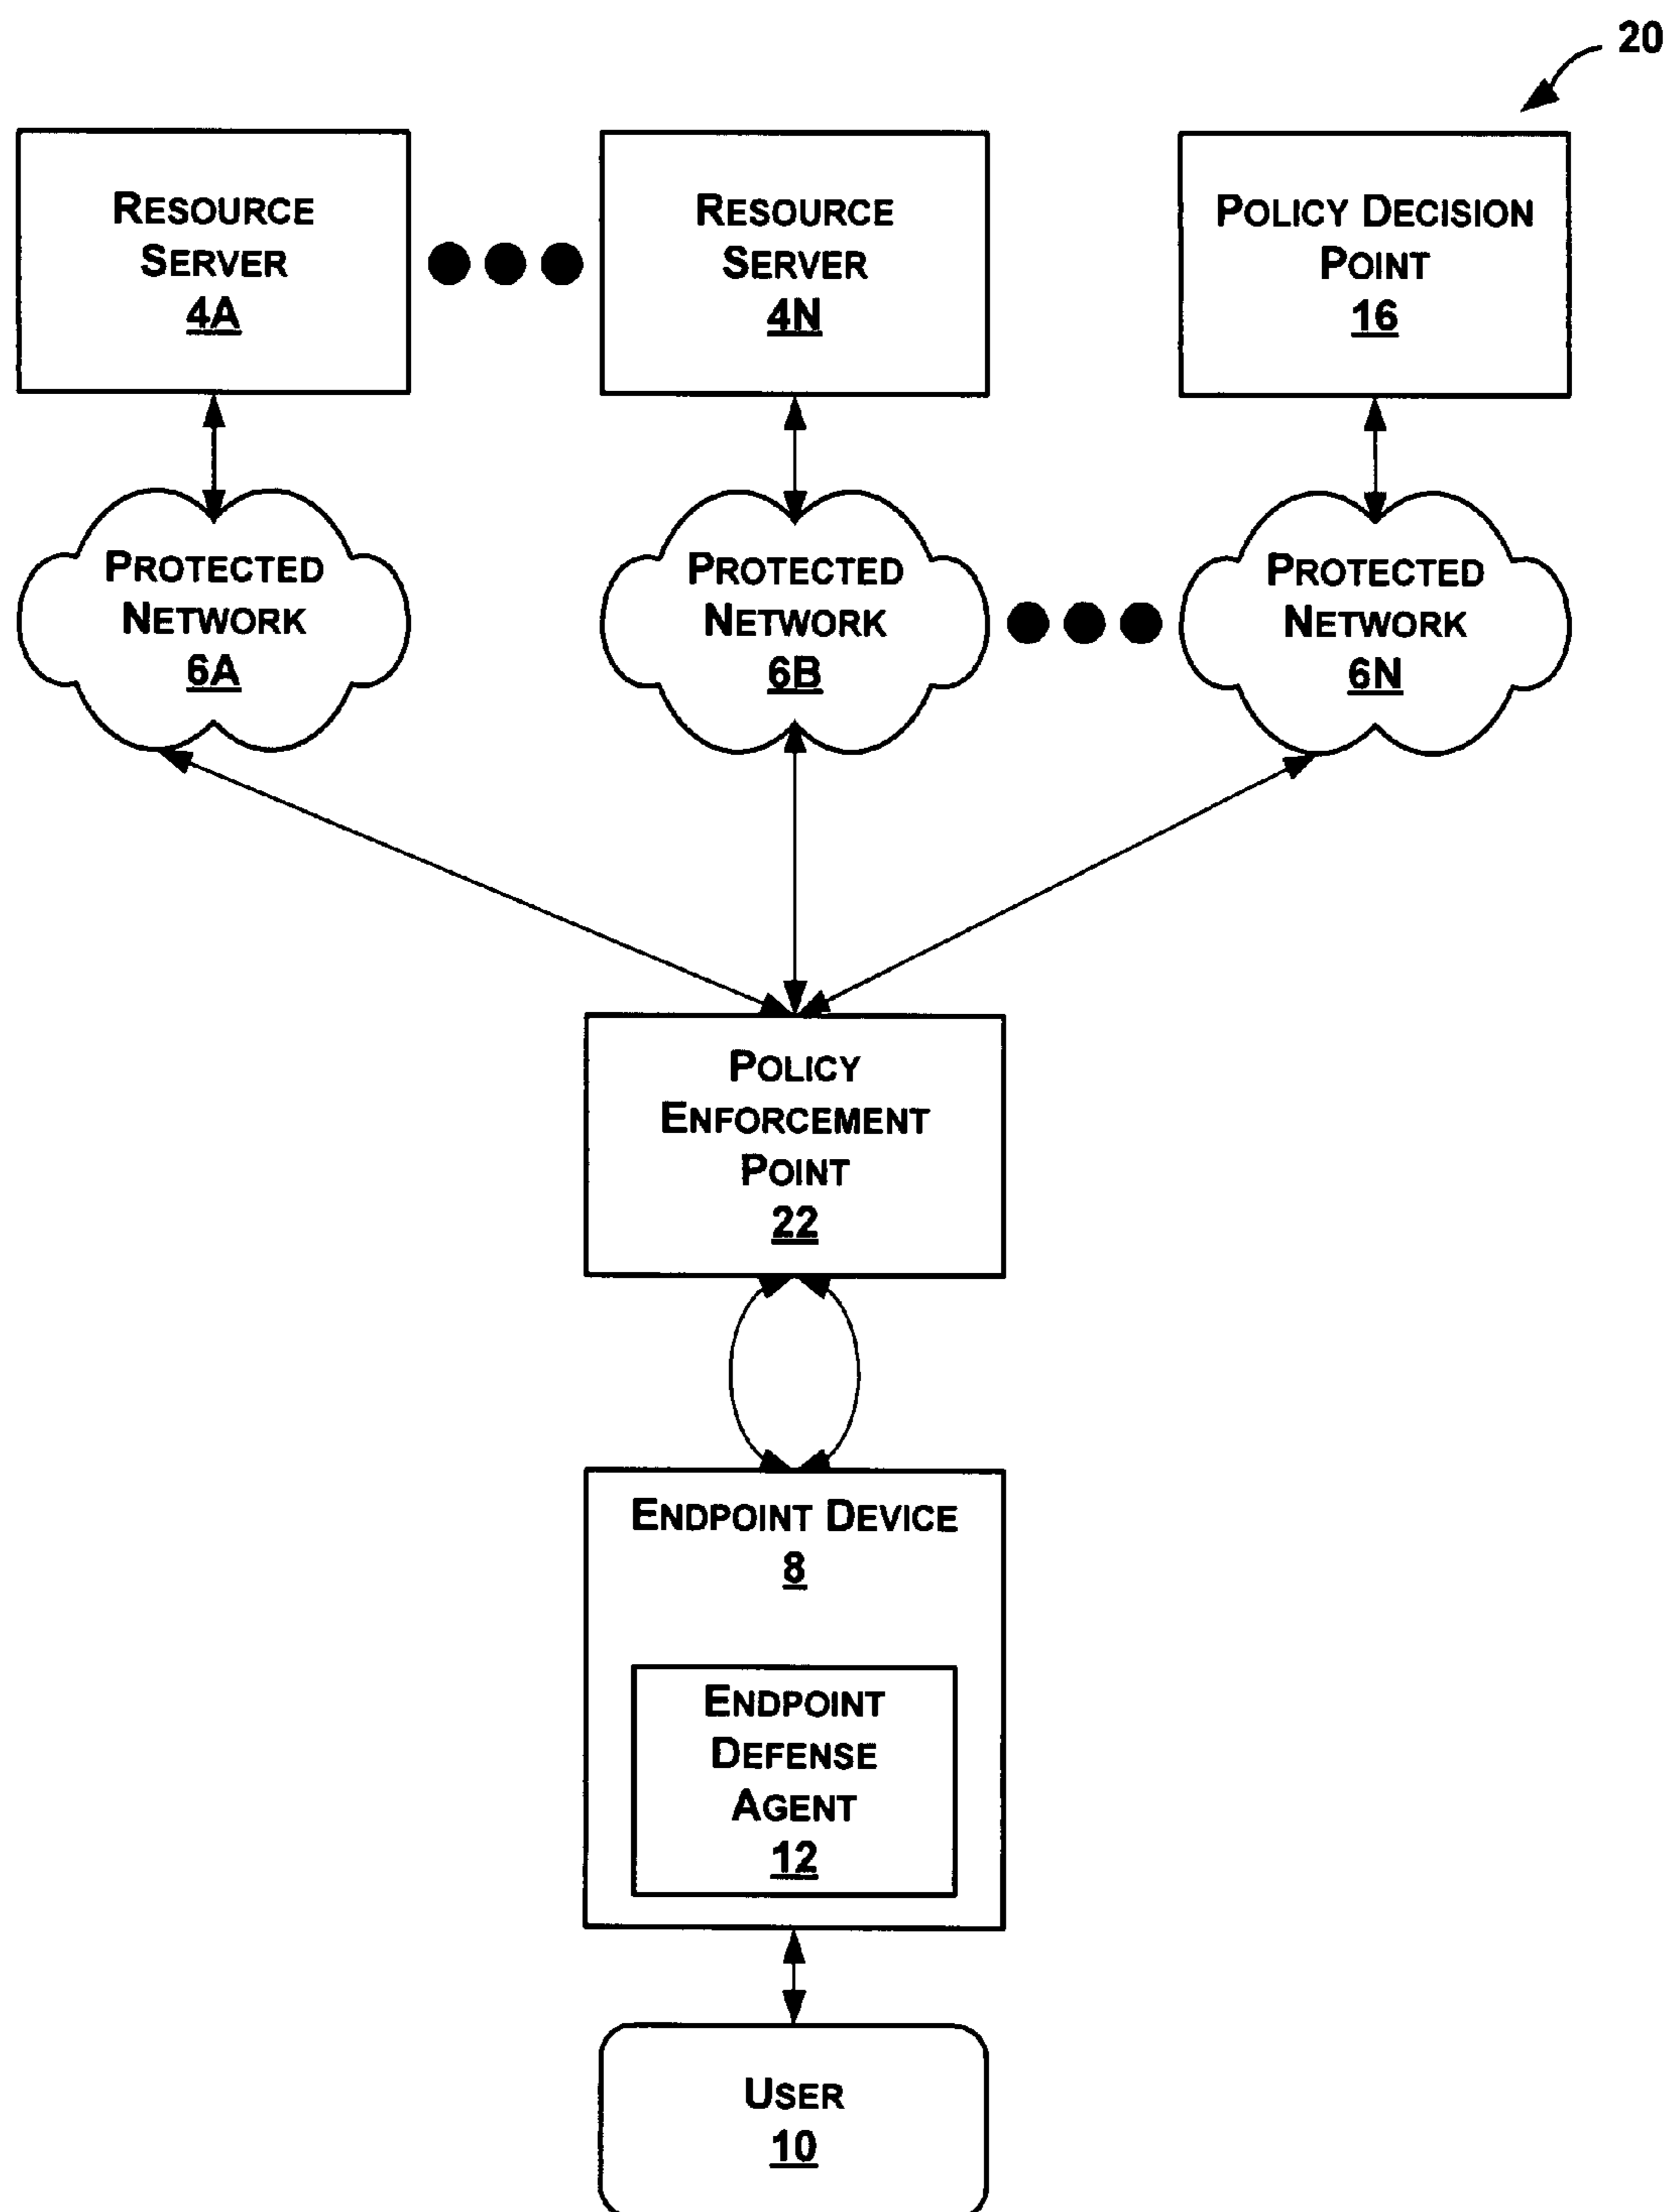 20
RESOURCE
SERVER
4A
RESOURCE
SERVER
4N
POLICY DECISION
POINT
16
PROTECTED
NETWORK
6A
PROTECTED
NETWORK
6B
PROTECTED
NETWORK
6N
POLICY
ENFORCEMENT
POINT
22
ENDPOINT DEVICE
8
ENDPOINT
DEFENSE
AGENT
12
USER
10